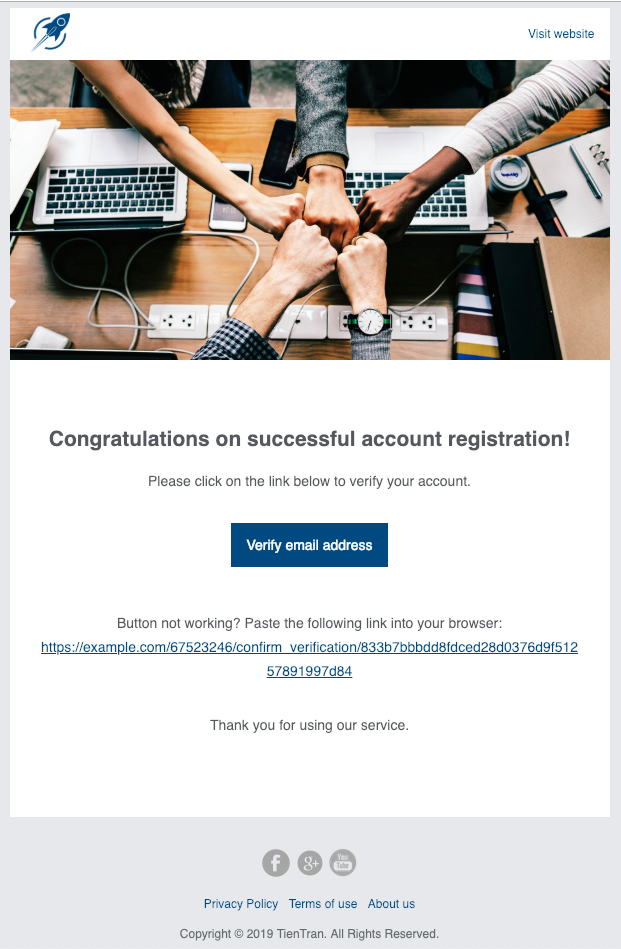 Visit website
Congratulations on successful account registration!
Please click on the link below to verify your account.
Verify email address
Button not working? Paste the following link into your browser:
https://example.com/67523246/confirm_verification/833b7bbbdd8fdced28d0376d9f512
57891997d84
Thank you for using our service.
f g+ You Tube
Privacy Policy Terms of use About us
Copyright © 2019 TienTran. All Rights Reserved.